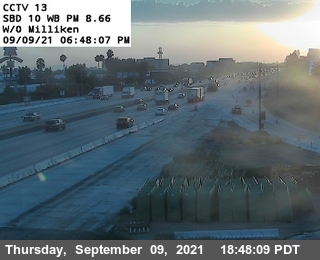 CCTV 13
SBD 10 WB PM 8.66
W/O Milliken
09/09/21 06:48:07 PM
Thursday, September 09, 2021 18:48:09 PDT